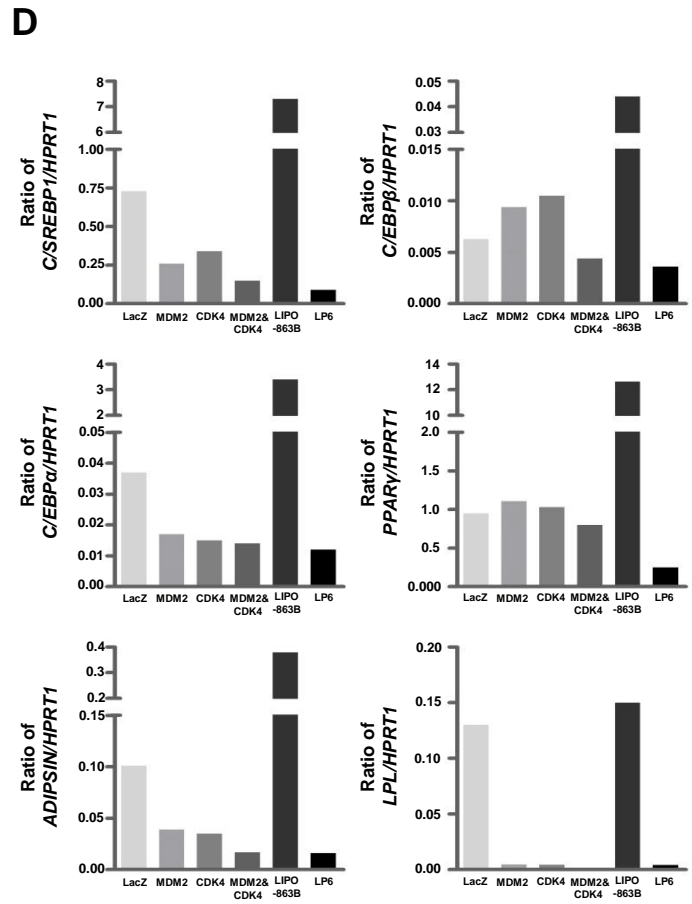 D
Ratio of
C/SREBP1/HPRT1
8
7
6
1.00
0.75
0.50
0.25
0.00
LacZ MDM2 CDK4 MDM2& LIPO LP6
CDK4 -863B
Ratio of
C/EBPβ/HPRT1
0.05
0.04
0.03
0.015
0.010
0.005
0.000
LacZ MDM2 CDK4 MDM2& LIPO LP6
CDK4 -863B
Ratio of
C/EBPα/HPRT1
4
3
2
0.05
0.04
0.03
0.02
0.01
0.00
LacZ MDM2 CDK4 MDM2& LIPO LP6
CDK4 -863B
Ratio of
PPARγ/HPRT1
14
12
10
2.0
1.5
1.0
0.5
0.000
LacZ MDM2 CDK4 MDM2& LIPO LP6
CDK4 -863B
Ratio of
ADIPSIN/HPRT1
0.4
0.3
0.2
0.15
0.10
0.05
0.00
LacZ MDM2 CDK4 MDM2& LIPO LP6
CDK4 -863B
Ratio of
LPL/HPRT1
0.20
0.15
0.10
0.05
0.00
LacZ MDM2 CDK4 MDM2& LIPO LP6
CDK4 -863B